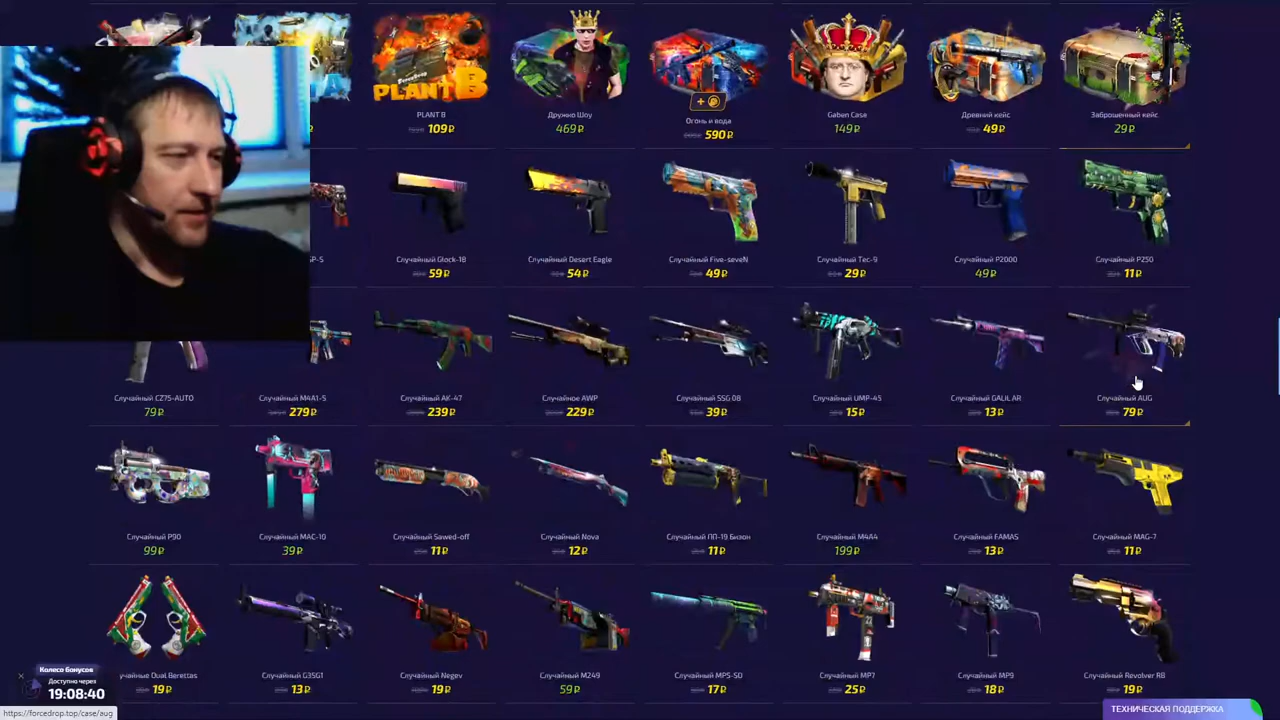 PLANT B
109₽
Дружко Шоу
469₽
Огонь и вода
590₽
Gaben Case
149₽
Древний кейс
49₽
Заброшенный кейс
29₽
Случайный Glock-18
59₽
Случайный Desert Eagle
54₽
Случайный Five-seveN
49₽
Случайный Tec-9
29₽
Случайный P2000
49₽
Случайный P250
11₽
Случайный CZ75-AUTO
79₽
Случайный M4A1-S
279₽
Случайный AK-47
239₽
Случайное AWP
229₽
Случайный SSG 08
39₽
Случайный UMP-45
15₽
Случайный GALIL AR
13₽
Случайный AUG
79₽
Случайный P90
99₽
Случайный MAC-10
39₽
Случайный Sawed-off
11₽
Случайный Nova
12₽
Случайный ПП-19 Бизон
11₽
Случайный M4A4
199₽
Случайный FAMAS
13₽
Случайный MAG-7
11₽
Dual Berettas
19₽
Случайный G3SG1
13₽
Случайный Negev
19₽
Случайный M249
59₽
Случайный MP5-SD
17₽
Случайный MP7
25₽
Случайный MP9
18₽
Случайный Revolver R8
19₽
Колесо бонусов
Доступно через
19:08:40
https://forcedrop.top/case/aug
ТЕХНИЧЕСКАЯ ПОДДЕРЖКА